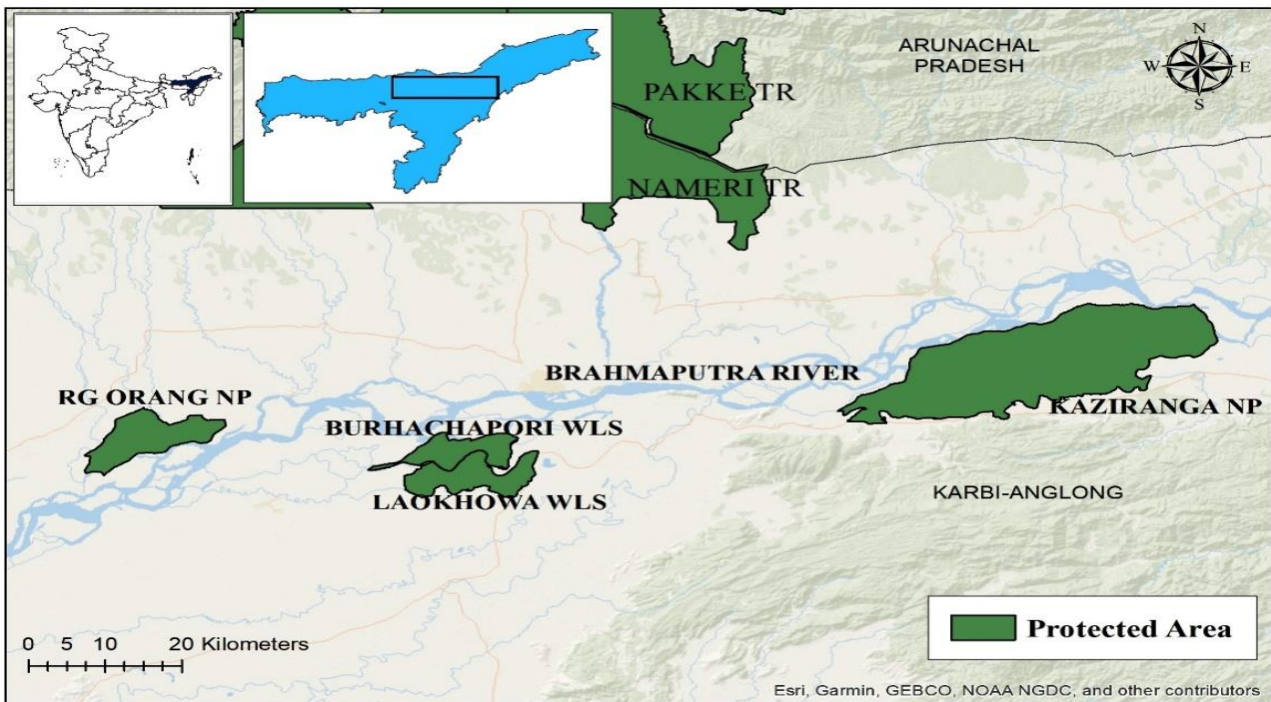 ARUNACHAL
PRADESH
N
W E
S
PAKKE TR
NAMERI TR
BRAHMAPUTRA RIVER
RG ORANG NP
BURHACHAPORI WLS
KAZIRANGA NP
LAOKHOWA WLS
KARBI-ANGLONG
0 5 10 20 Kilometers
Protected Area
Esri, Garmin, GEBCO, NOAA NGDC, and other contributors